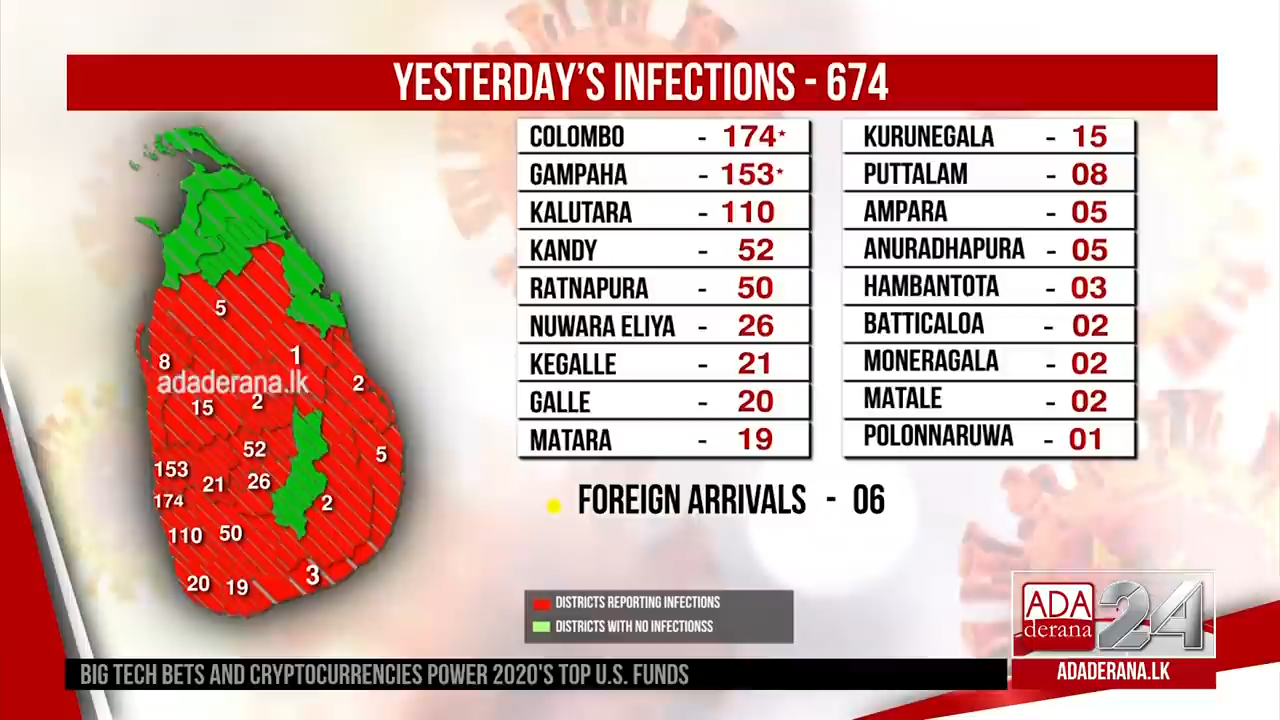 YESTERDAY'S INFECTIONS - 674
COLOMBO - 174*
GAMPAHA - 153*
KALUTARA - 110
KANDY - 52
RATNAPURA - 50
NUWARA ELIYA - 26
KEGALLE - 21
GALLE - 20
MATARA - 19
KURUNEGALA - 15
PUTTALAM - 08
AMPARA - 05
ANURADHAPURA - 05
HAMBANTOTA - 03
BATTICALOA - 02
MONERAGALA - 02
MATALE - 02
POLONNARUWA - 01
FOREIGN ARRIVALS - 06
5
1
8
adaderana.lk
2
15
2
52
5
153
21
26
174
2
110
50
20
19
3
DISTRICTS REPORTING INFECTIONS
DISTRICTS WITH NO INFECTIONSS
ADA
derana
24
ADADERANA.LK
BIG TECH BETS AND CRYPTOCURRENCIES POWER 2020'S TOP U.S. FUNDS